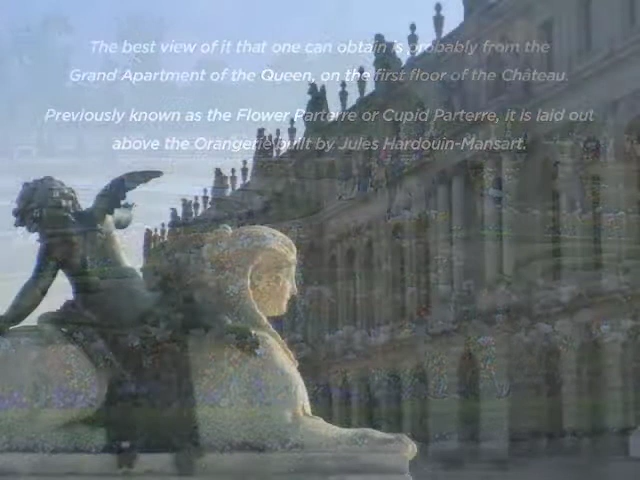 The best view of it that one can obtain is probably from the
Grand Apartment of the Queen, on the first floor of the Château.
Previously known as the Flower Parterre or Cupid Parterre, it is laid out
above the Orangerie built by Jules Hardouin-Mansart.